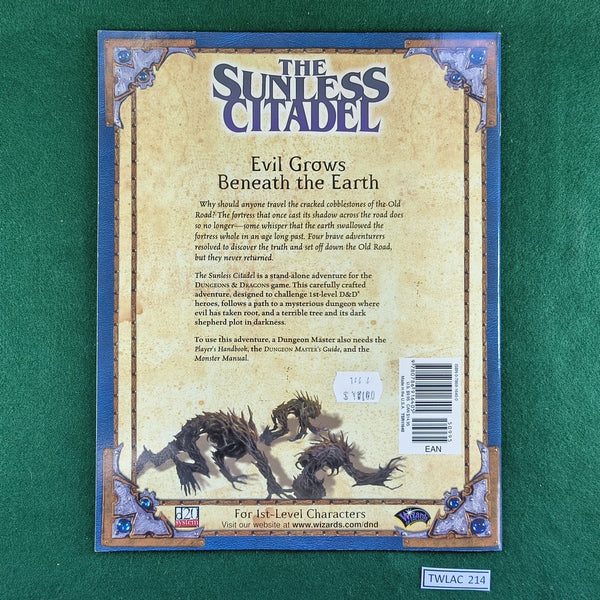 THE
SUNLESS
CITADEL
Evil Grows
Beneath the Earth
Why should anyone travel the cracked cobblestones of the Old
Road? The fortress that once cast its shadow across the road does
so no longer—some whisper that the earth swallowed the
fortress whole in an age long past. Four brave adventurers
resolved to discover the truth and set off down the Old Road,
but they never returned.
The Sunless Citadel is a stand-alone adventure for the
DUNGEONS & DRAGONS game. This carefully crafted
adventure, designed to challenge 1st-level D&D®
heroes, follows a path to a mysterious dungeon where
evil has taken root, and a terrible tree and its dark
shepherd plot in darkness.
To use this adventure, a Dungeon Master also needs the
Player's Handbook, the DUNGEON MASTER'S Guide, and the
Monster Manual.
EAN
d20
system
For 1st-Level Characters
Visit our website at www.wizards.com/dnd
Wizards
TWLAC 214